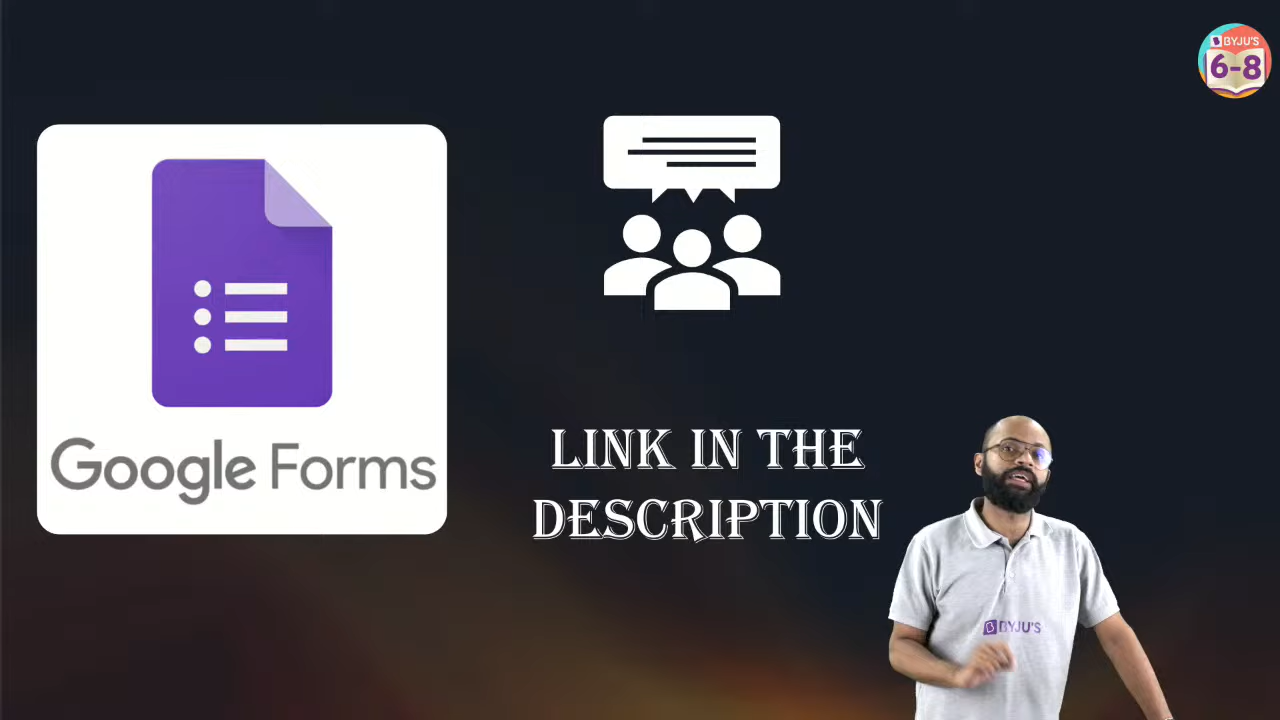 BYJU'S
6-8
Google Forms
LINK IN THE
DESCRIPTION
BYJU'S